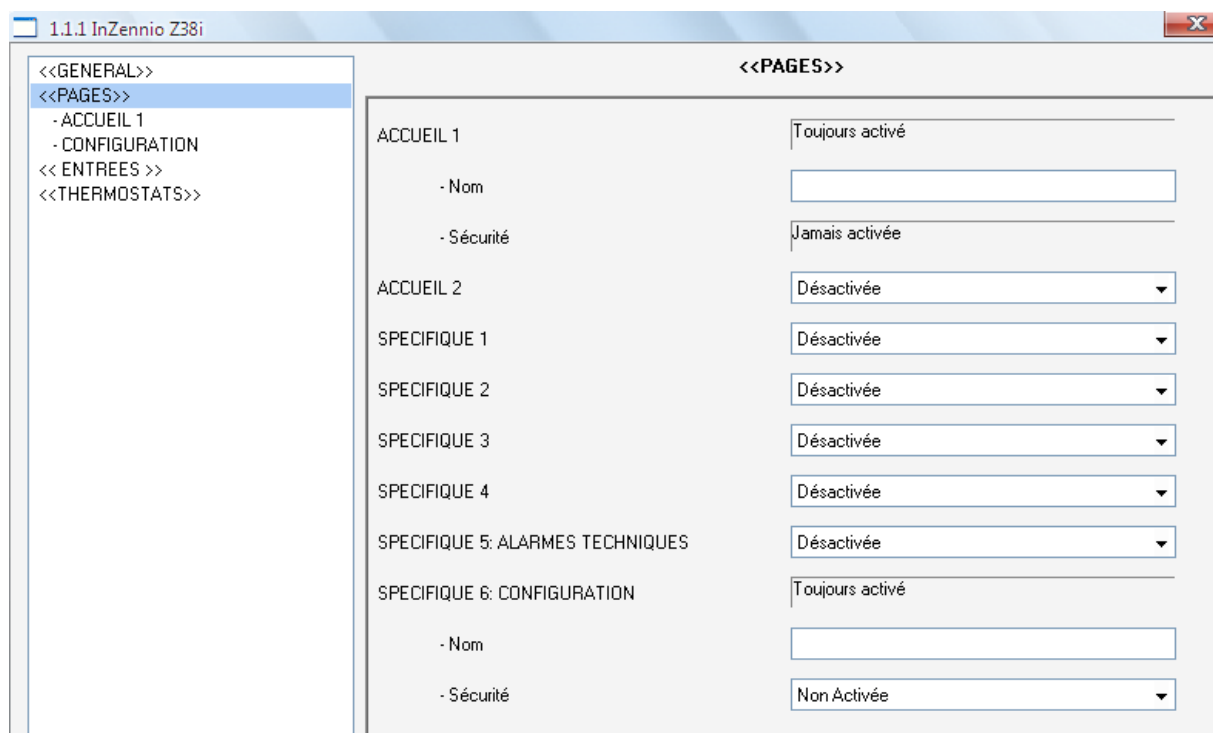 1.1.1 InZennio Z38i
<<GENERAL>>
<<PAGES>>
- ACCUEIL 1
- CONFIGURATION
<< ENTREES >>
<<THERMOSTATS>>
<<PAGES>>
ACCUEIL 1 Toujours activé
- Nom
- Sécurité Jamais activée
ACCUEIL 2 Désactivée
SPECIFIQUE 1 Désactivée
SPECIFIQUE 2 Désactivée
SPECIFIQUE 3 Désactivée
SPECIFIQUE 4 Désactivée
SPECIFIQUE 5: ALARMES TECHNIQUES Désactivée
SPECIFIQUE 6: CONFIGURATION Toujours activé
- Nom
- Sécurité Non Activée